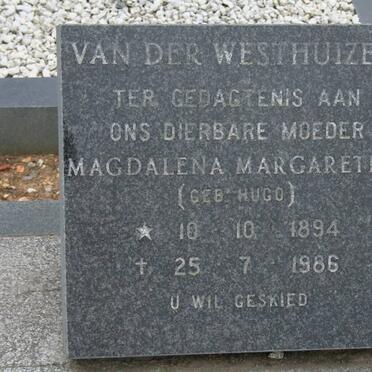 VAN DER WESTHUIZE
TER GEDAGTENIS AAN
ONS DIERBARE MOEDER
MAGDALENA MARGARET
(GEB. HUGO)
★ 10 10 1894
✝ 25 7 1986
U WIL GESKIED